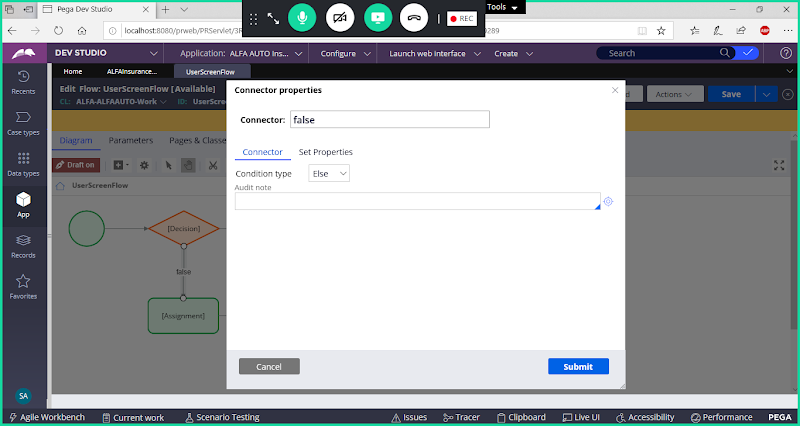 Tools
REC
Pega Dev Studio
localhost:8080/prweb/PRServlet/3R
0289
DEV STUDIO
Application: ALFA AUTO Ins...
Configure
Launch web interface
Create
Search
Home
ALFAInsurance...
UserScreenFlow
Recents
Case types
Data types
App
Records
Favorites
SA
Edit Flow: UserScreenFlow [Available]
CL: ALFA-ALFAAUTO-Work
ID: UserScre
Actions
Save
Diagram
Parameters
Pages & Classe
Draft on
UserScreenFlow
[Decision]
false
[Assignment]
Connector properties
Connector: false
Connector
Set Properties
Condition type
Else
Audit note
Cancel
Submit
Agile Workbench
Current work
Scenario Testing
Issues
Tracer
Clipboard
Live UI
Accessibility
Performance
PEGA